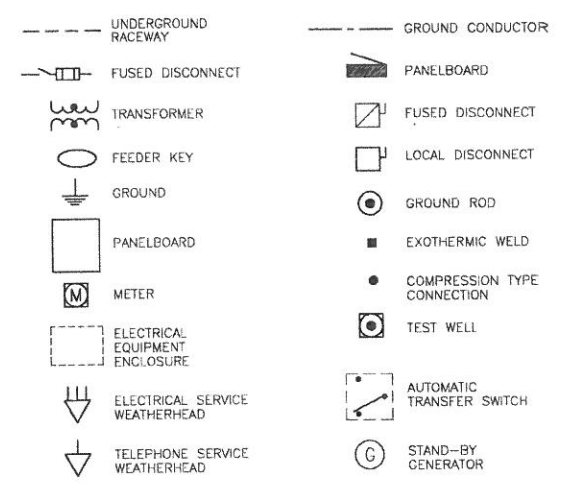 UNDERGROUND
RACEWAY
FUSED DISCONNECT
TRANSFORMER
FEEDER KEY
GROUND
PANELBOARD
M
METER
ELECTRICAL
EQUIPMENT
ENCLOSURE
ELECTRICAL SERVICE
WEATHERHEAD
TELEPHONE SERVICE
WEATHERHEAD
GROUND CONDUCTOR
PANELBOARD
FUSED DISCONNECT
LOCAL DISCONNECT
GROUND ROD
EXOTHERMIC WELD
COMPRESSION TYPE
CONNECTION
TEST WELL
AUTOMATIC
TRANSFER SWITCH
G
STAND-BY
GENERATOR